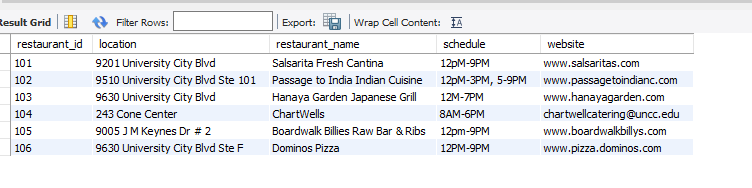 Result Grid Filter Rows: Export: Wrap Cell Content: IA
restaurant_id location restaurant_name schedule website
101 9201 University City Blvd Salsarita Fresh Cantina 12PM-9PM www.salsaritas.com
102 9510 University City Blvd Ste 101 Passage to India Indian Cuisine 12PM-3PM, 5-9PM www.passagetoindianc.com
103 9630 University City Blvd Hanaya Garden Japanese Grill 12M-7PM www.hanayagarden.com
104 243 Cone Center ChartWells 8AM-6PM chartwellcatering@uncc.edu
105 9005 J M Keynes Dr # 2 Boardwalk Billies Raw Bar & Ribs 12pm-9PM www.boardwalkbillys.com
106 9630 University City Blvd Ste F Dominos Pizza 12PM-9PM www.pizza.dominos.com